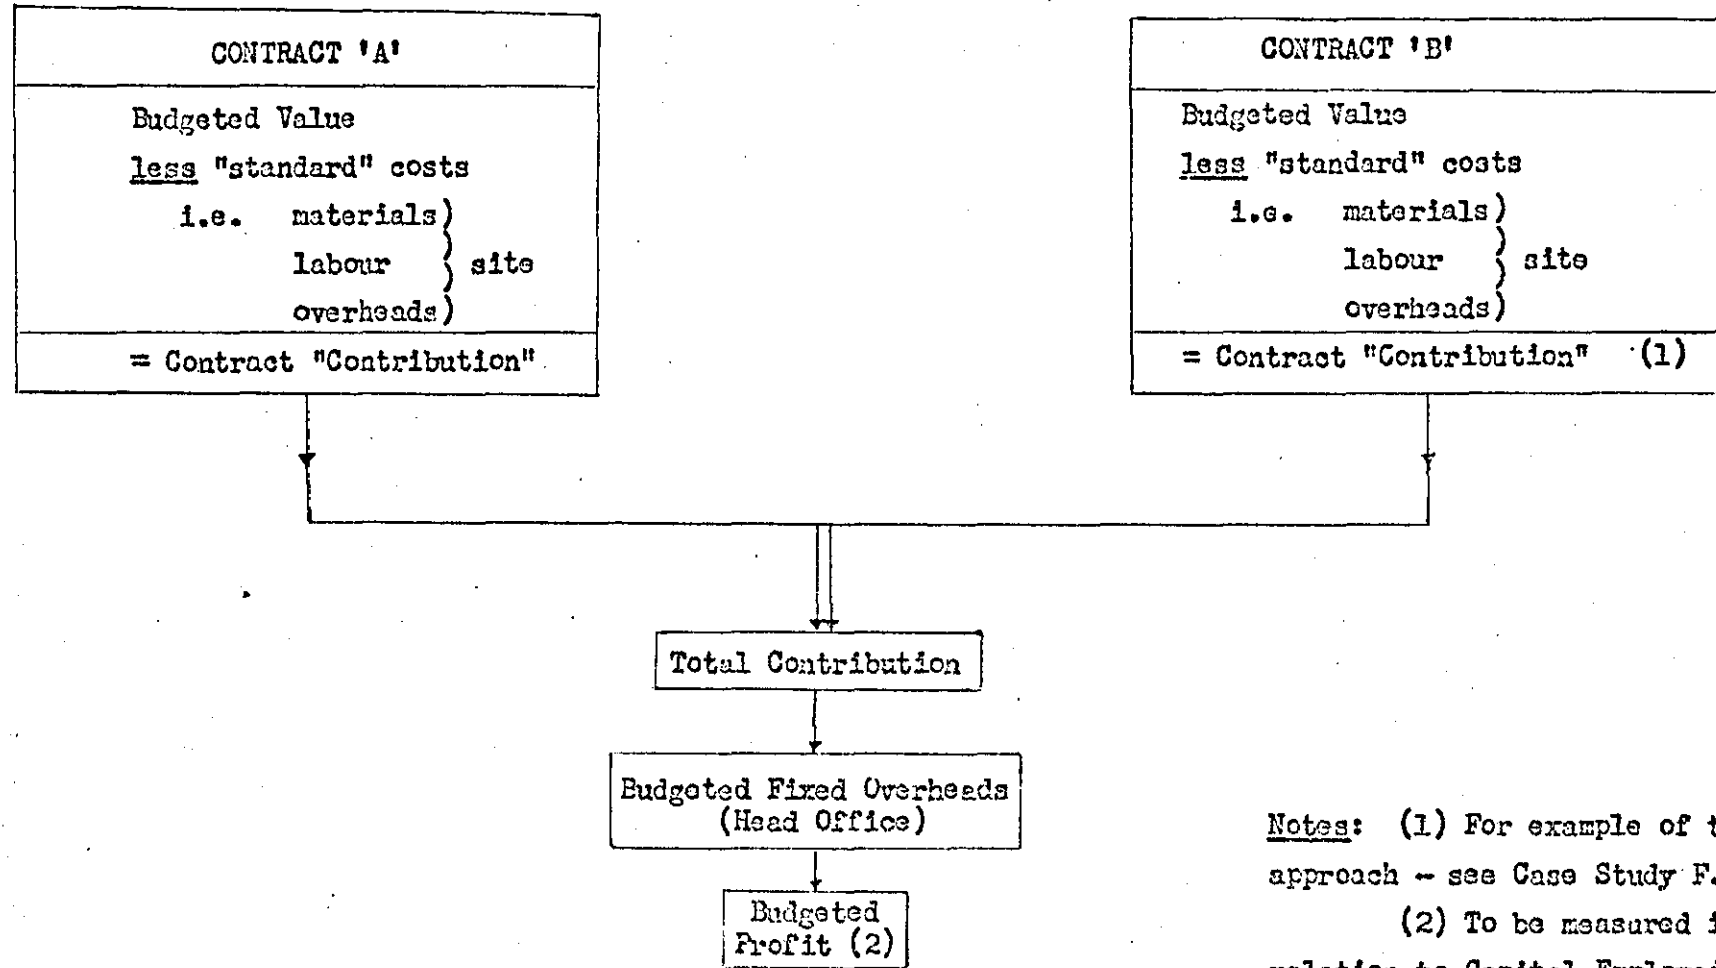 CONTRACT 'A'
Budgeted Value
less "standard" costs
i.e. materials)
labour } site
overheads)
= Contract "Contribution"
CONTRACT 'B'
Budgeted Value
less "standard" costs
i.e. materials)
labour } site
overheads)
= Contract "Contribution" (1)
Total Contribution
Budgeted Fixed Overheads
(Head Office)
Budgeted
Profit (2)
Notes: (1) For example of
approach - see Case Study F.
(2) To be measured